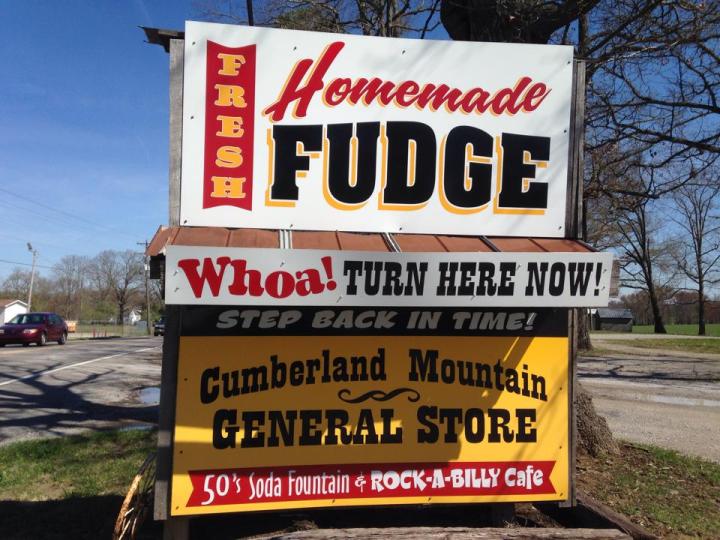 FRESH
Homemade
FUDGE
Whoa! TURN HERE NOW!
STEP BACK IN TIME!
Cumberland Mountain
GENERAL STORE
50's Soda Fountain & ROCK-A-BILLY Cafe